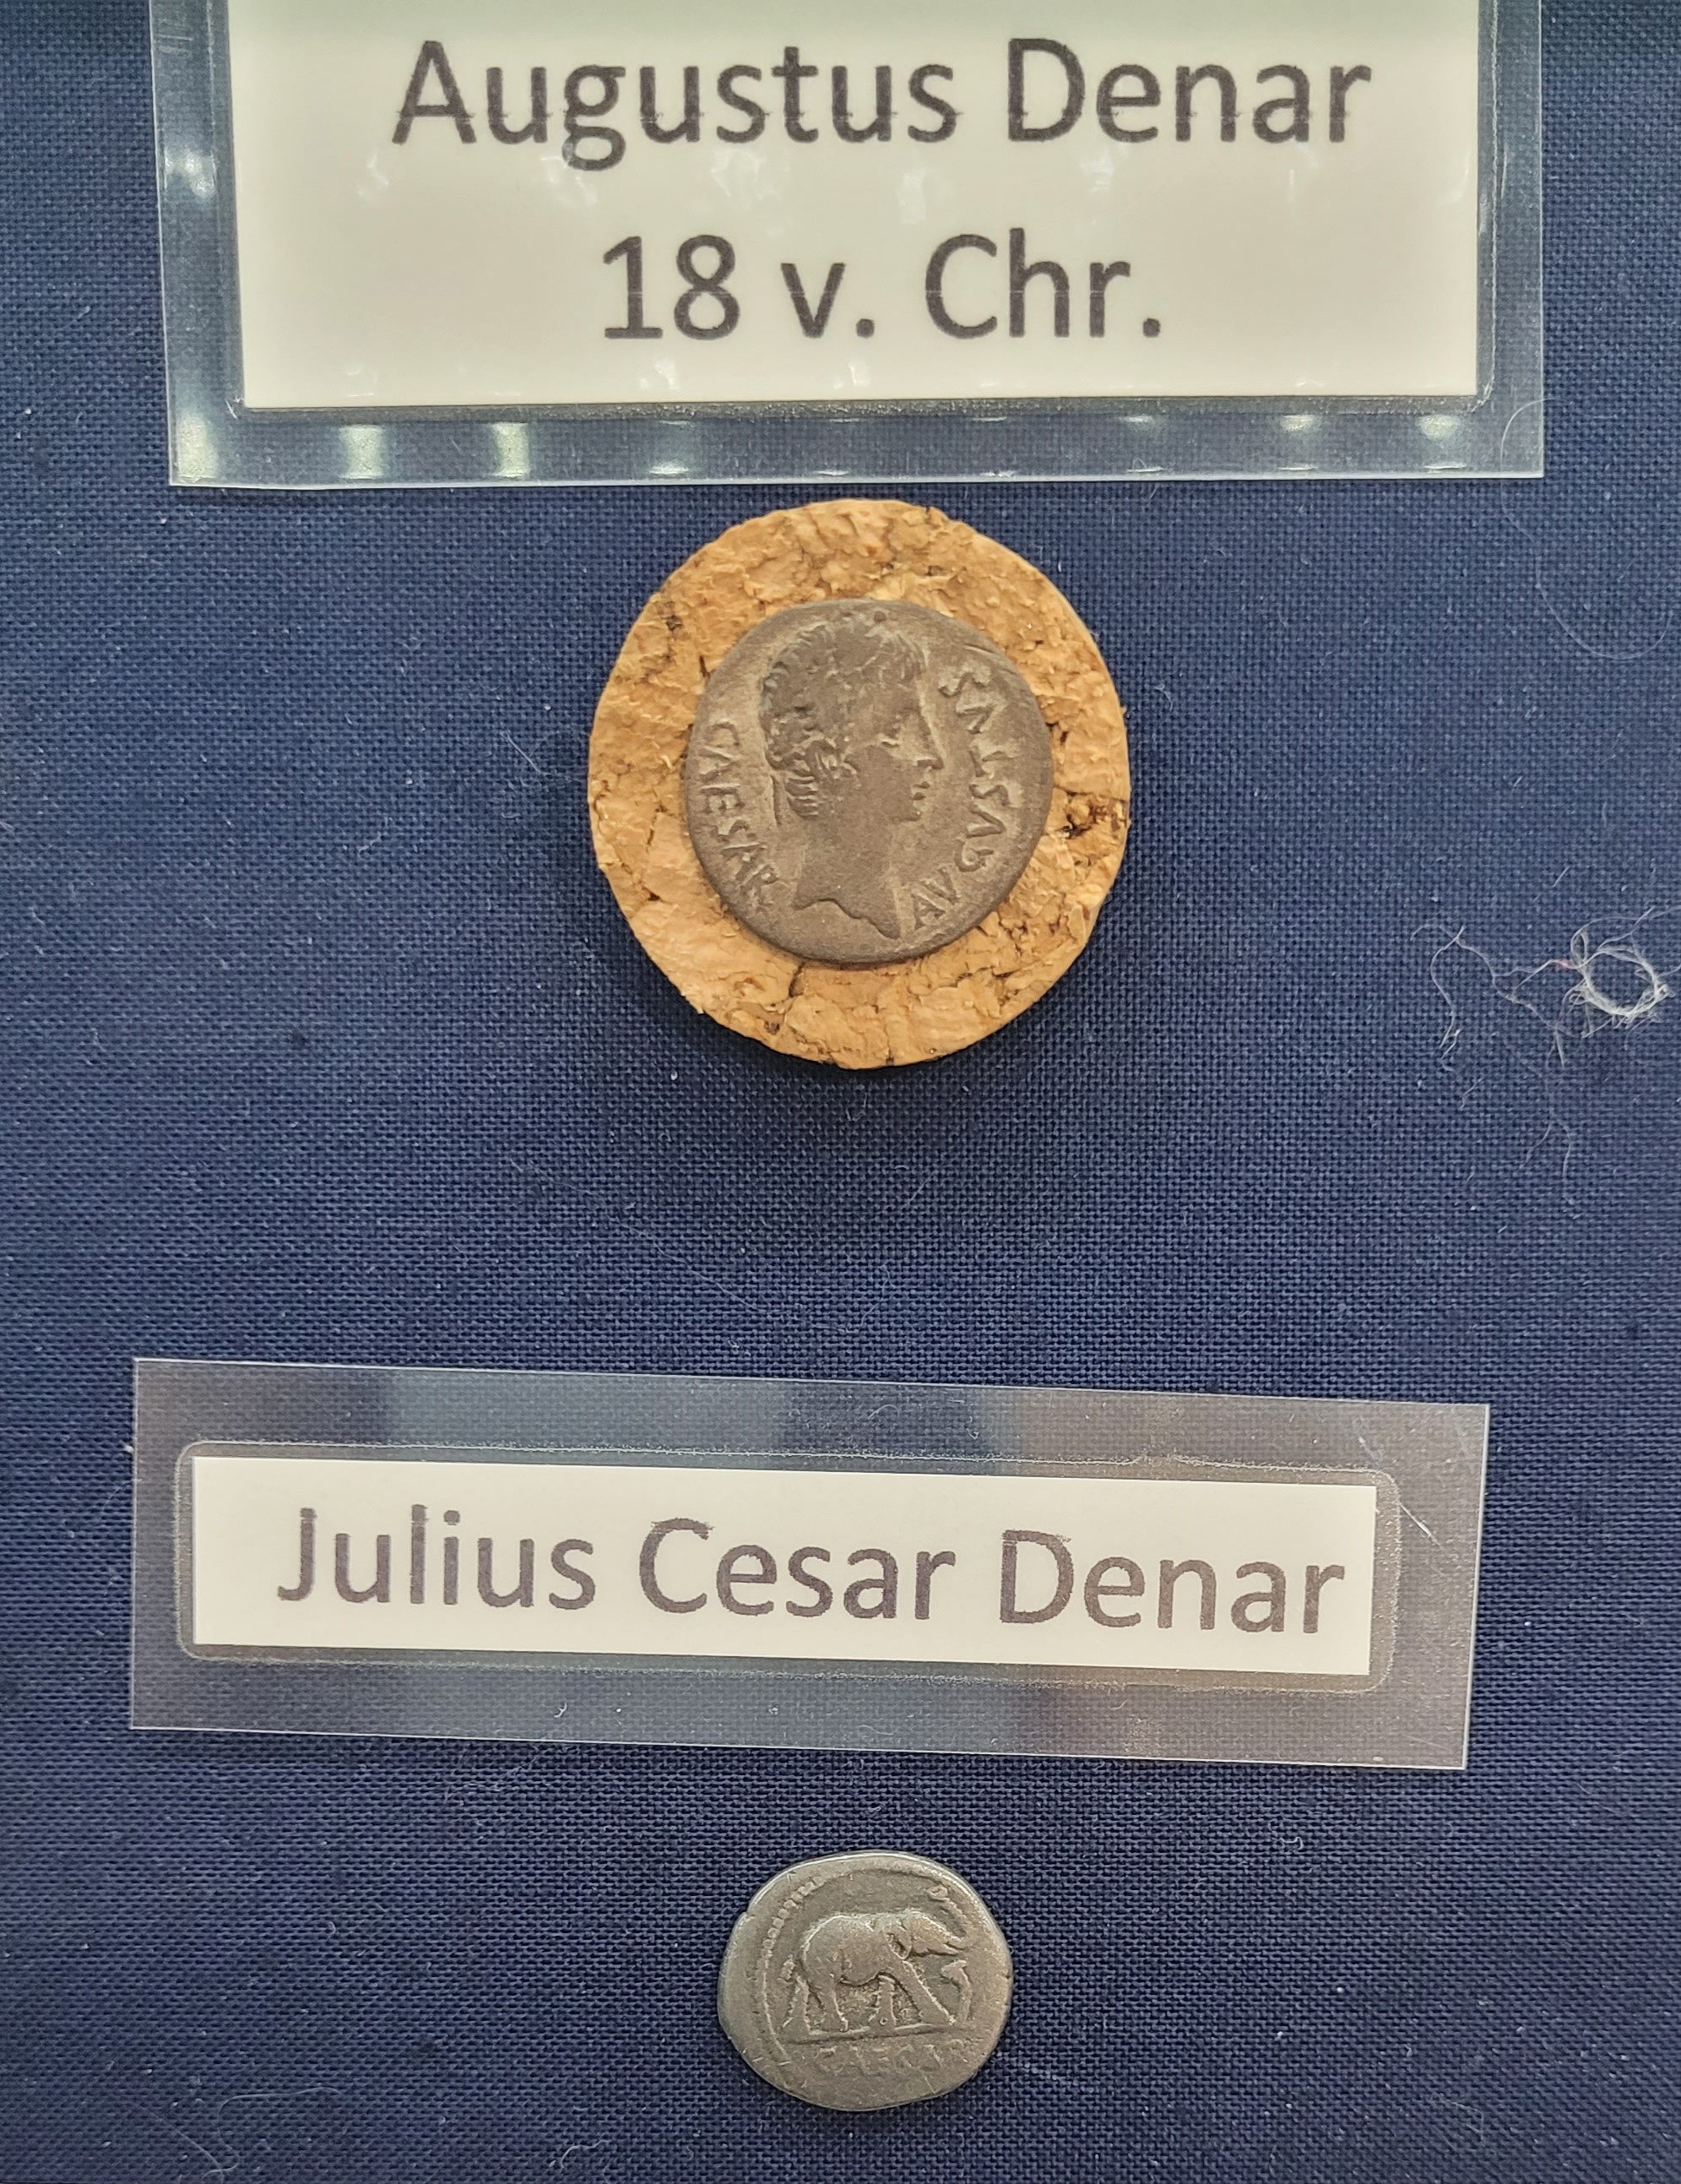 Augustus Denar
18 v. Chr.
CAESAR
AVGVSTVS
Julius Cesar Denar
CAESAR